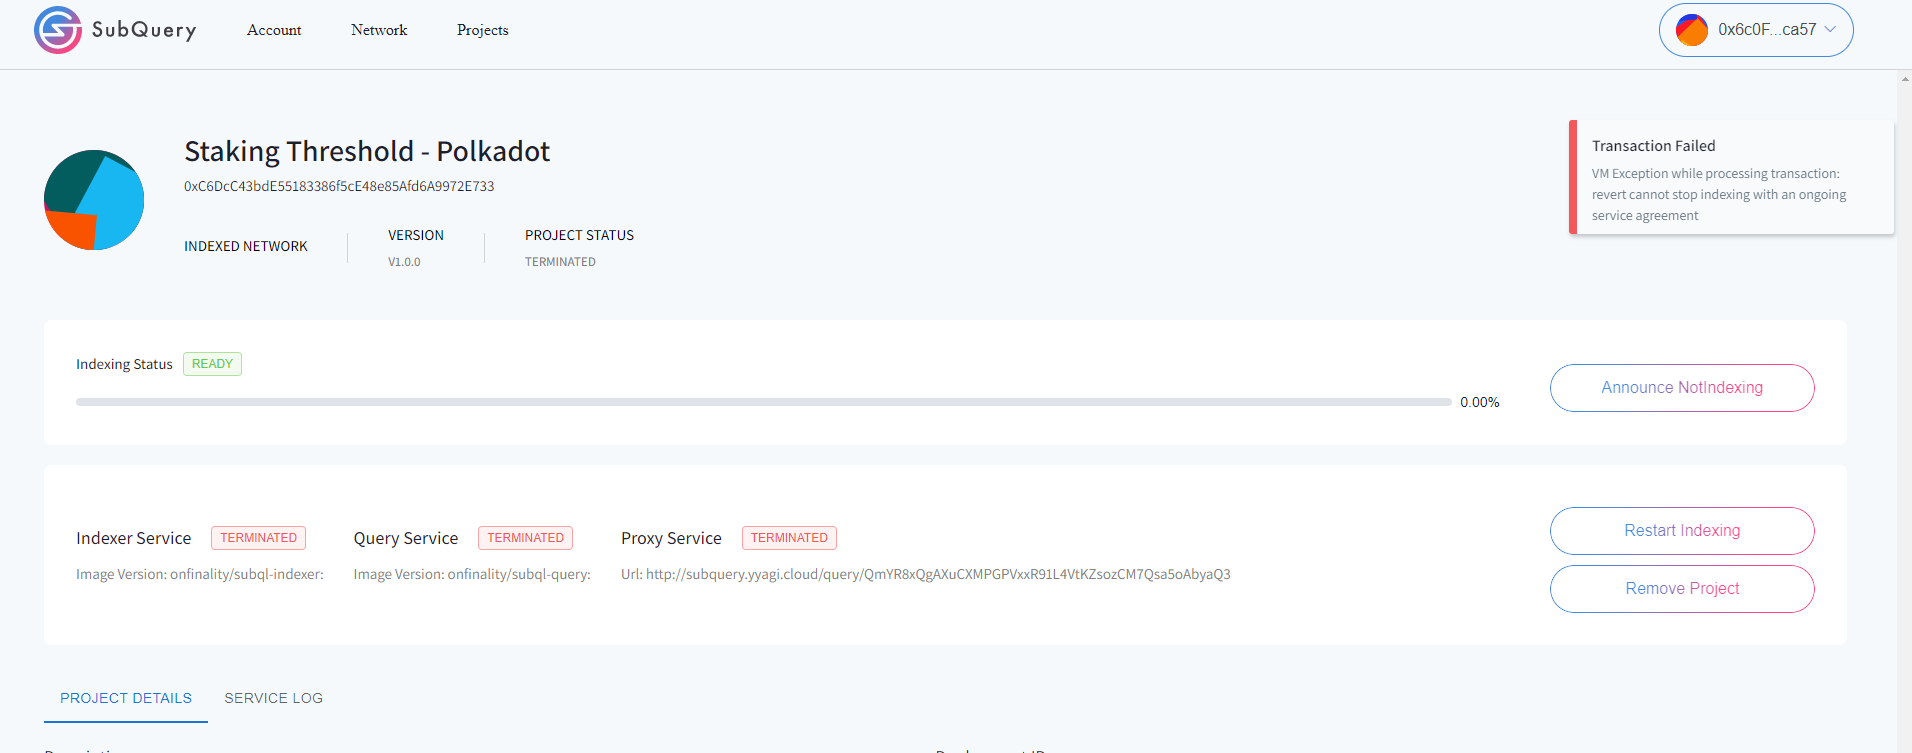 SubQuery
Account
Network
Projects
0x6c0F...ca57
Staking Threshold - Polkadot
0xC6DcC43bdE55183386f5cE48e85Afd6A9972E733
INDEXED NETWORK
VERSION
V1.0.0
PROJECT STATUS
TERMINATED
Transaction Failed
VM Exception while processing transaction:
revert cannot stop indexing with an ongoing
service agreement
Indexing Status
READY
0.00%
Announce NotIndexing
Indexer Service
TERMINATED
Image Version: onfinality/subql-indexer:
Query Service
TERMINATED
Image Version: onfinality/subql-query:
Proxy Service
TERMINATED
Url: http://subquery.yyagi.cloud/query/QmYR8xQgAXuCXMPGPVxxR91L4VtKZsozCM7Qsa5oAbyaQ3
Restart Indexing
Remove Project
PROJECT DETAILS
SERVICE LOG